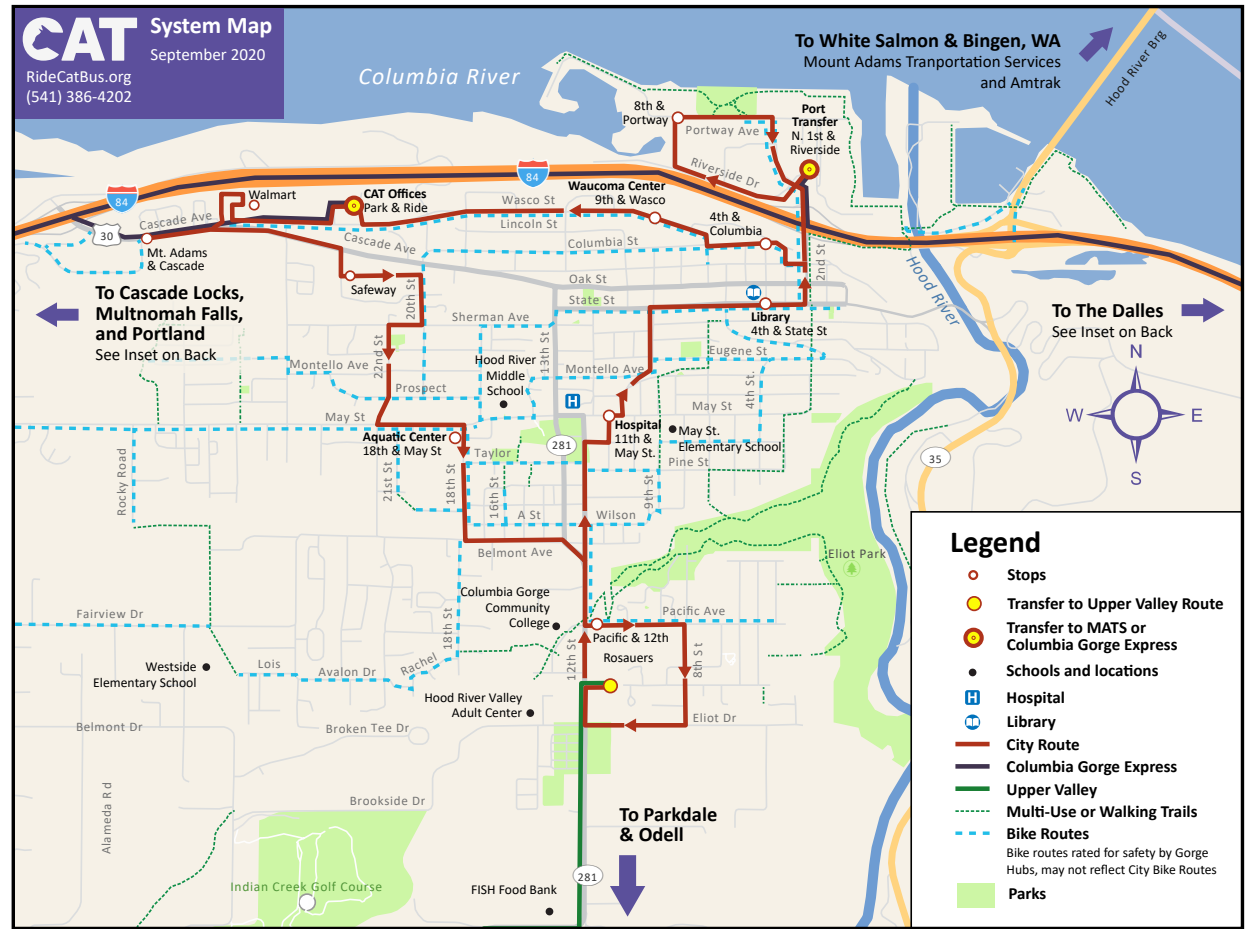 CAT
System Map
September 2020
RideCatBus.org
(541) 386-4202
Columbia River
To White Salmon & Bingen, WA
Mount Adams Tranportation Services
and Amtrak
Hood River Brg
8th &
Portway
Portway Ave
Port
Transfer
N. 1st &
Riverside
Riverside Dr
84
84
30
Walmart
CAT Offices
Park & Ride
Waucoma Center
9th & Wasco
Wasco St
Lincoln St
4th &
Columbia
Columbia St
Cascade Ave
Cascade Ave
Mt. Adams
& Cascade
Safeway
20th St
Oak St
State St
2nd St
Hood River
Library
4th & State St
To Cascade Locks,
Multnomah Falls,
and Portland
See Inset on Back
To The Dalles
See Inset on Back
N
W
E
S
Sherman Ave
13th St
Eugene St
Montello Ave
22nd St
Hood River
Middle
School
Montello Ave
Prospect
H
4th St.
May St
May St
Hospital
11th &
May St.
May St.
Elementary School
Aquatic Center
18th & May St
281
35
Taylor
Pine St
Rocky Road
21st St
18th St
16th St
9th St
A St
Wilson
Belmont Ave
Eliot Park
Columbia Gorge
Community
College
Pacific Ave
Fairview Dr
18th St
Pacific & 12th
12th St
Rosauers
8th St
Westside
Elementary School
Lois
Avalon Dr
Rachel
Hood River Valley
Adult Center
Eliot Dr
Belmont Dr
Broken Tee Dr
Alameda Rd
Brookside Dr
To Parkdale
& Odell
Indian Creek Golf Course
281
FISH Food Bank
Legend
Stops
Transfer to Upper Valley Route
Transfer to MATS or
Columbia Gorge Express
Schools and locations
H
Hospital
Library
City Route
Columbia Gorge Express
Upper Valley
Multi-Use or Walking Trails
Bike Routes
Bike routes rated for safety by Gorge
Hubs, may not reflect City Bike Routes
Parks